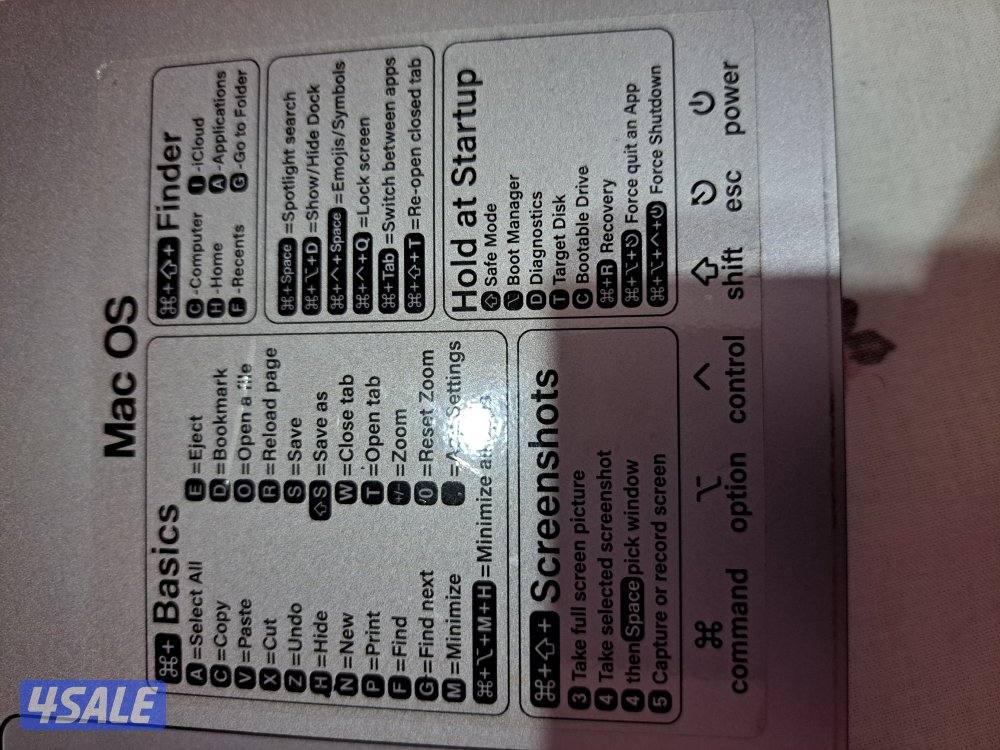 Mac OS
⌘+ Basics
A =Select All
C =Copy
V =Paste
X =Cut
Z =Undo
H =Hide
N =New
P =Print
F =Find
G =Find next
M =Minimize
E =Eject
D =Bookmark
O =Open a file
R =Reload page
S =Save
⇧S =Save as
W =Close tab
T =Open tab
+/- =Zoom
0 =Reset Zoom
, = Settings
⌘+⌥+M+H =Minimize
⌘+⇧+ Finder
C -Computer
H -Home
F -Recents
I -iCloud
A -Applications
G -Go to Folder
⌘+Space =Spotlight search
⌘+⌥+D =Show/Hide Dock
⌘+^+Space =Emojis/Symbols
⌘+^+Q =Lock screen
⌘+Tab =Switch between apps
⌘+⇧+T =Re-open closed tab
⌘+⇧+ Screenshots
3 Take full screen picture
4 Take selected screenshot
4 then Space pick window
5 Capture or record screen
Hold at Startup
⇧ Safe Mode
⌥ Boot Manager
D Diagnostics
T Target Disk
C Bootable Drive
⌘+R Recovery
⌘+⌥+⎋ Force quit an App
⌘+⌥+^+⏻ Force Shutdown
⌘ ⌥ ^ ⇧ ⎋ ⏻
command option control shift esc power
4SALE